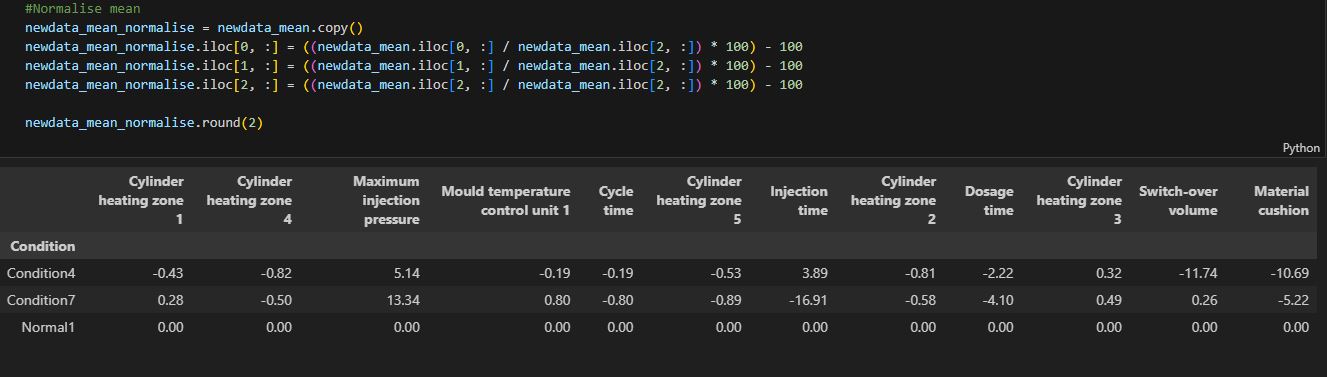 #Normalise mean
newdata_mean_normalise = newdata_mean.copy()
newdata_mean_normalise.iloc[0, :] = ((newdata_mean.iloc[0, :] / newdata_mean.iloc[2, :]) * 100) - 100
newdata_mean_normalise.iloc[1, :] = ((newdata_mean.iloc[1, :] / newdata_mean.iloc[2, :]) * 100) - 100
newdata_mean_normalise.iloc[2, :] = ((newdata_mean.iloc[2, :] / newdata_mean.iloc[2, :]) * 100) - 100
newdata_mean_normalise.round(2)
Python
Cylinder heating zone 1 Cylinder heating zone 4 Maximum injection pressure Mould temperature control unit 1 Cycle time Cylinder heating zone 5 Injection time Cylinder heating zone 2 Dosage time Cylinder heating zone 3 Switch-over volume Material cushion
Condition
Condition4 -0.43 -0.82 5.14 -0.19 -0.19 -0.53 3.89 -0.81 -2.22 0.32 -11.74 -10.69
Condition7 0.28 -0.50 13.34 0.80 -0.80 -0.89 -16.91 -0.58 -4.10 0.49 0.26 -5.22
Normal1 0.00 0.00 0.00 0.00 0.00 0.00 0.00 0.00 0.00 0.00 0.00 0.00